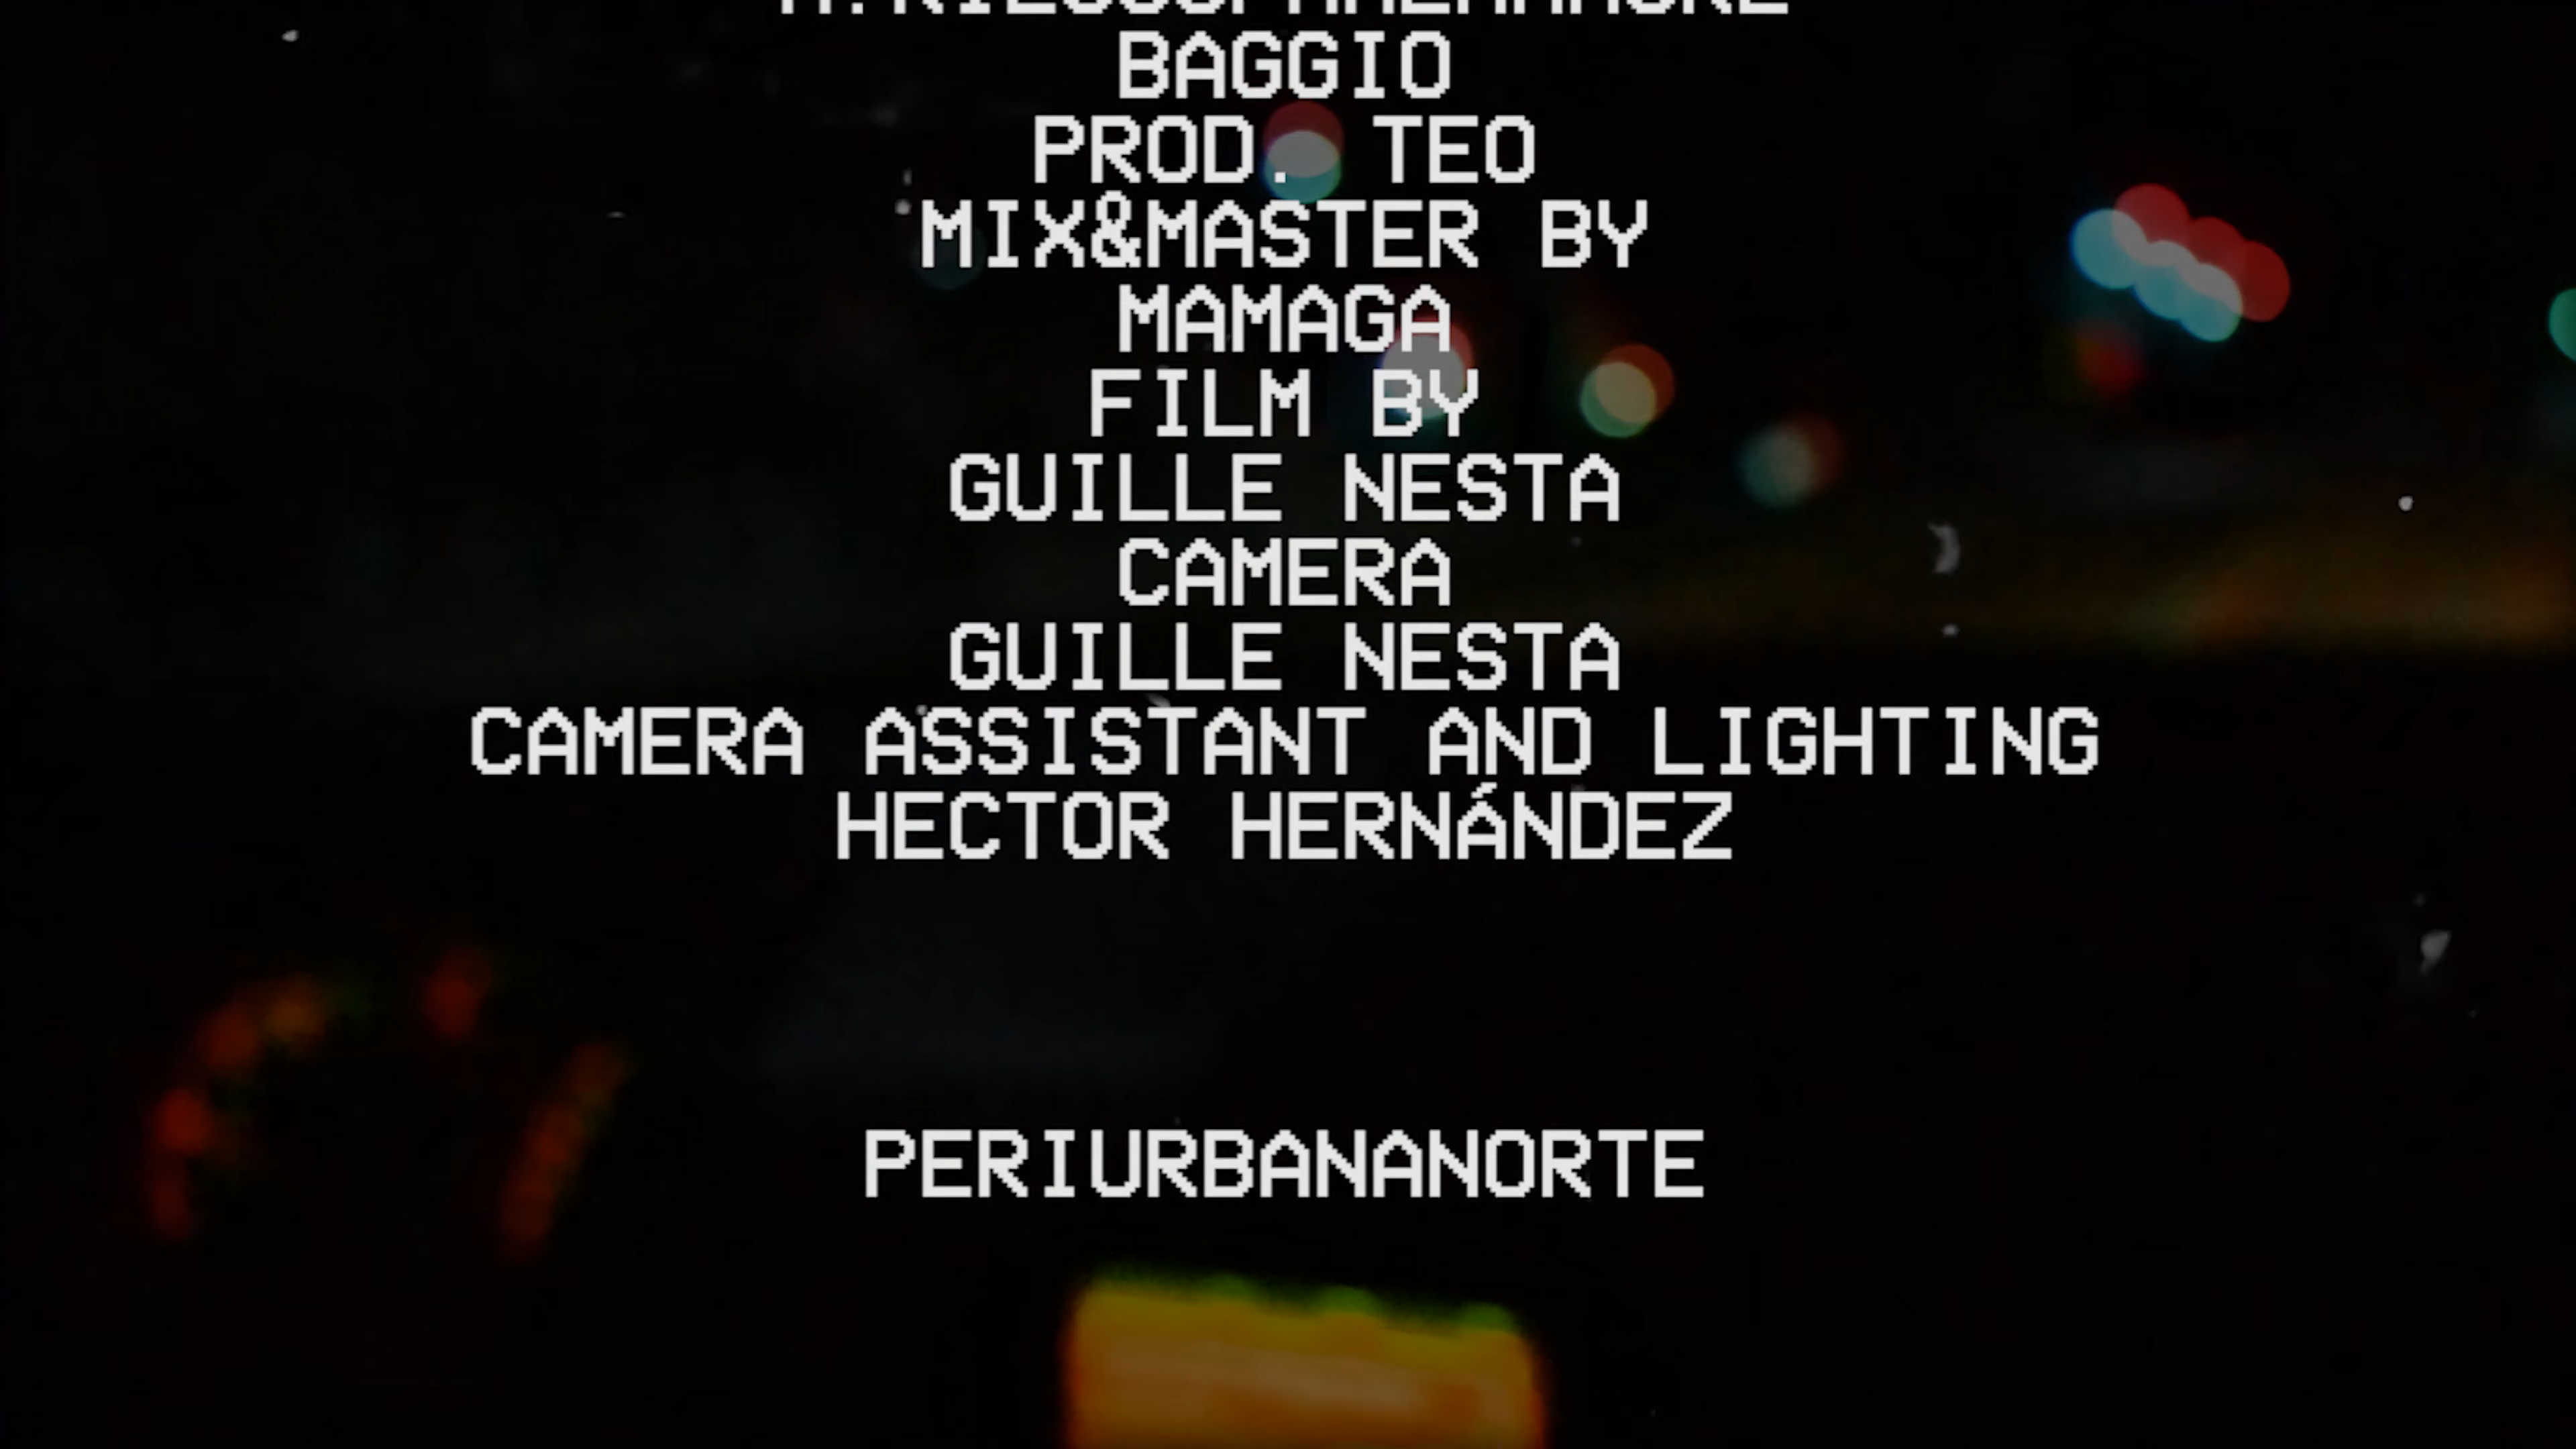 BAGGIO
PROD. TEO
MIX&MASTER BY
MAMAGA
FILM BY
GUILLE NESTA
CAMERA
GUILLE NESTA
CAMERA ASSISTANT AND LIGHTING
HECTOR HERNÁNDEZ
PERIURBANANORTE